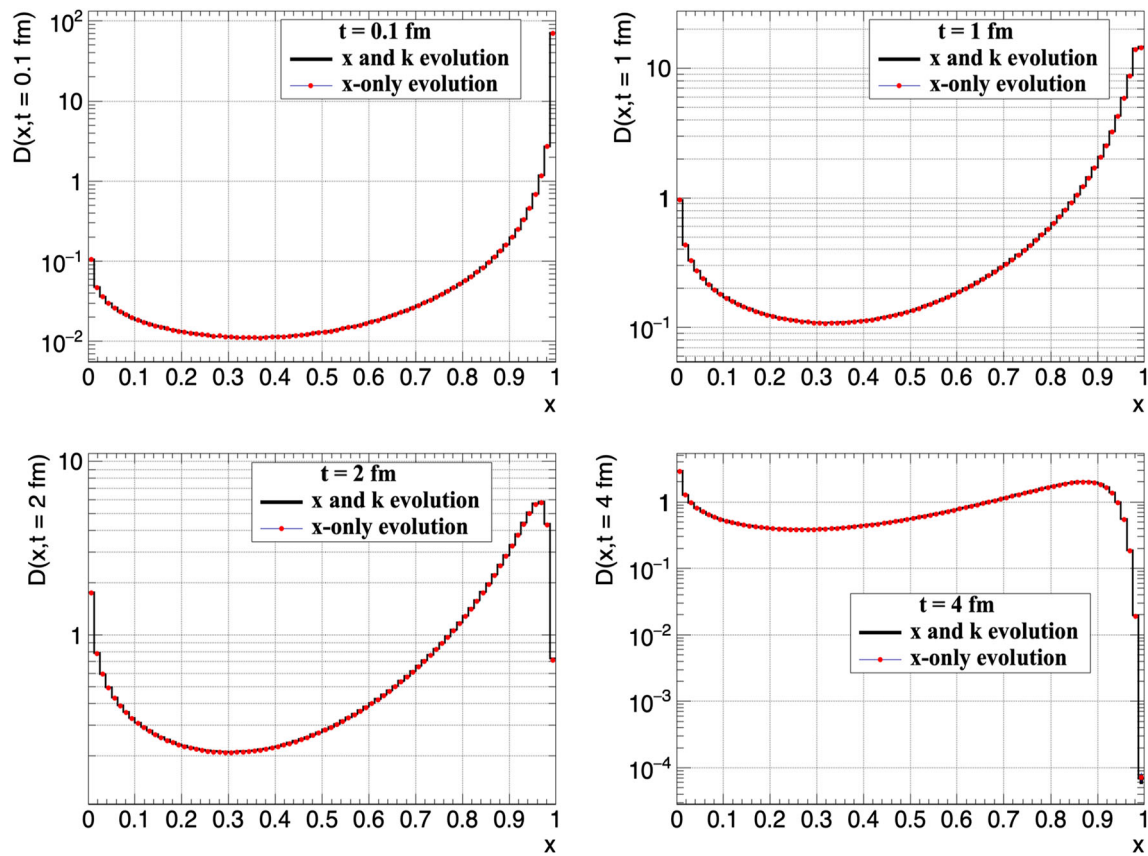 D(x,t = 0.1 fm)
10²
10
1
10⁻¹
10⁻²
t = 0.1 fm
x and k evolution
x-only evolution
0 0.1 0.2 0.3 0.4 0.5 0.6 0.7 0.8 0.9 1
x
D(x,t = 1 fm)
10
1
10⁻¹
t = 1 fm
x and k evolution
x-only evolution
0 0.1 0.2 0.3 0.4 0.5 0.6 0.7 0.8 0.9 1
x
D(x,t = 2 fm)
10
1
t = 2 fm
x and k evolution
x-only evolution
0 0.1 0.2 0.3 0.4 0.5 0.6 0.7 0.8 0.9 1
x
D(x,t = 4 fm)
1
10⁻¹
10⁻²
10⁻³
10⁻⁴
t = 4 fm
x and k evolution
x-only evolution
0 0.1 0.2 0.3 0.4 0.5 0.6 0.7 0.8 0.9 1
x